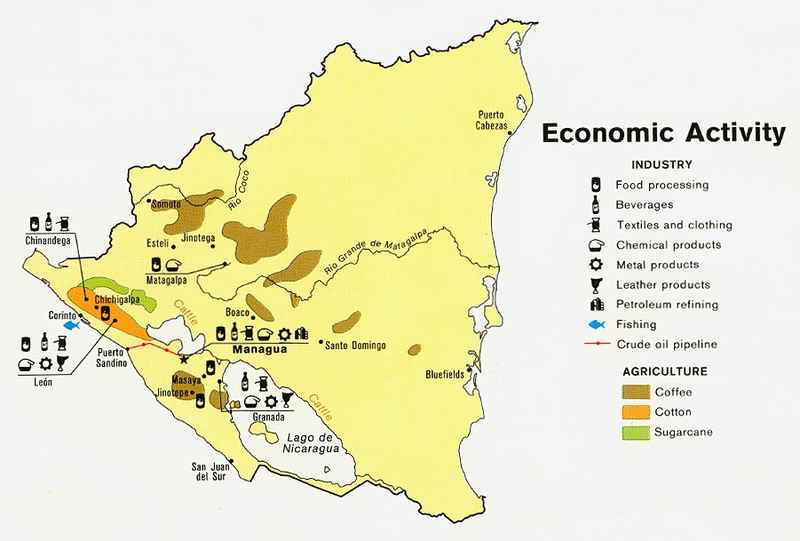 Economic Activity
INDUSTRY
Food processing
Beverages
Textiles and clothing
Chemical products
Metal products
Leather products
Petroleum refining
Fishing
Crude oil pipeline
AGRICULTURE
Coffee
Cotton
Sugarcane
Puerto
Cabezas
Río Coco
Somoto
Estelí
Jinotega
Chinandega
Matagalpa
Río Grande de Matagalpa
Chichigalpa
Cattle
Boaco
Corinto
Managua
Santo Domingo
Puerto
Sandino
León
Masaya
Jinotepe
Granada
Cattle
Bluefields
Lago de
Nicaragua
San Juan
del Sur